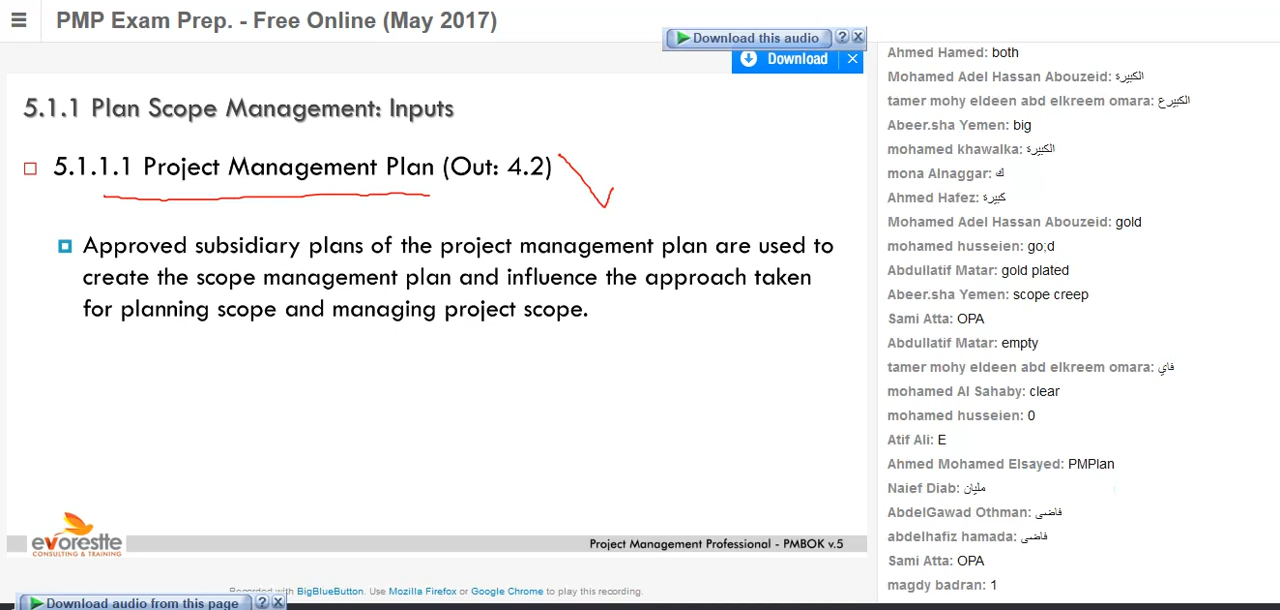 PMP Exam Prep. - Free Online (May 2017)
Download this audio
Download
5.1.1 Plan Scope Management: Inputs
5.1.1.1 Project Management Plan (Out: 4.2)
Approved subsidiary plans of the project management plan are used to
create the scope management plan and influence the approach taken
for planning scope and managing project scope.
evorestte
CONSULTING & TRAINING
Project Management Professional - PMBOK v.5
Recorded with BigBlueButton. Use Mozilla Firefox or Google Chrome to play this recording.
Download audio from this page
Ahmed Hamed: both
Mohamed Adel Hassan Abouzeid: الكبيرة
tamer mohy eldeen abd elkreem omara: الكبيرع
Abeer.sha Yemen: big
mohamed khawalka: الكبيرة
mona Alnaggar: ك
Ahmed Hafez: كبيرة
Mohamed Adel Hassan Abouzeid: gold
mohamed husseien: go;d
Abdullatif Matar: gold plated
Abeer.sha Yemen: scope creep
Sami Atta: OPA
Abdullatif Matar: empty
tamer mohy eldeen abd elkreem omara: فاي
mohamed Al Sahaby: clear
mohamed husseien: 0
Atif Ali: E
Ahmed Mohamed Elsayed: PMPlan
Naief Diab: مليان
AbdelGawad Othman: فاضى
abdelhafiz hamada: فاضى
Sami Atta: OPA
magdy badran: 1